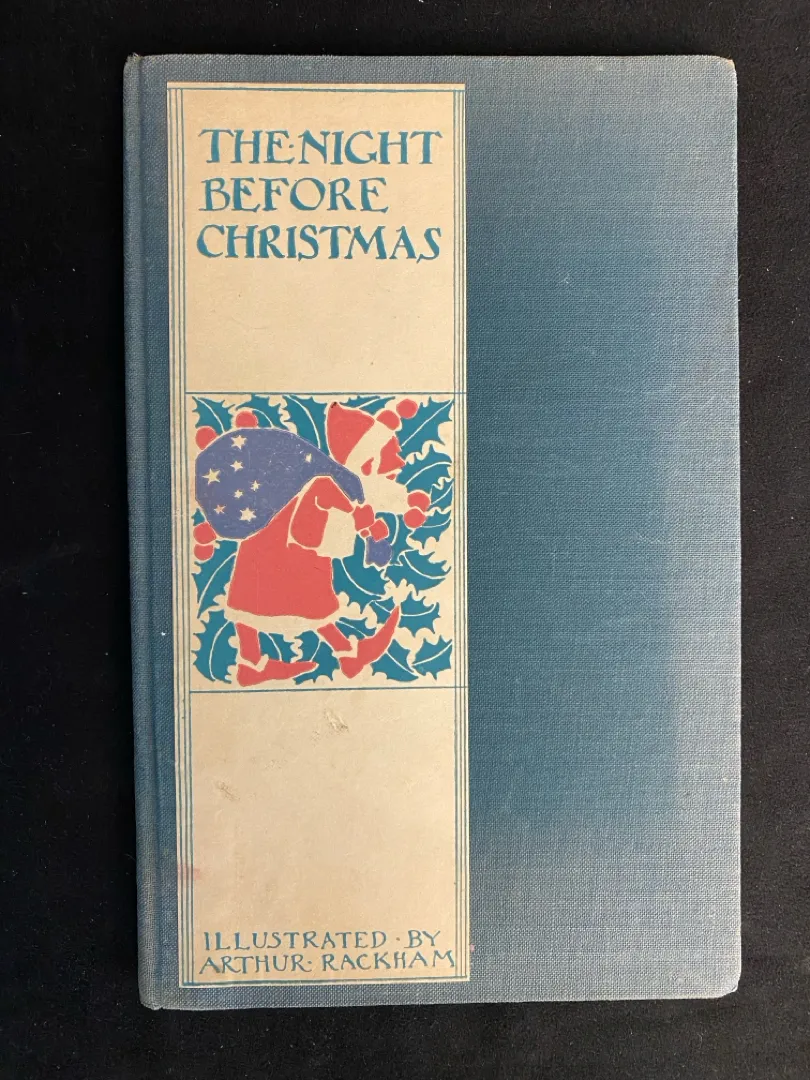 THE·NIGHT
BEFORE
CHRISTMAS
ILLUSTRATED·BY
ARTHUR·RACKHAM